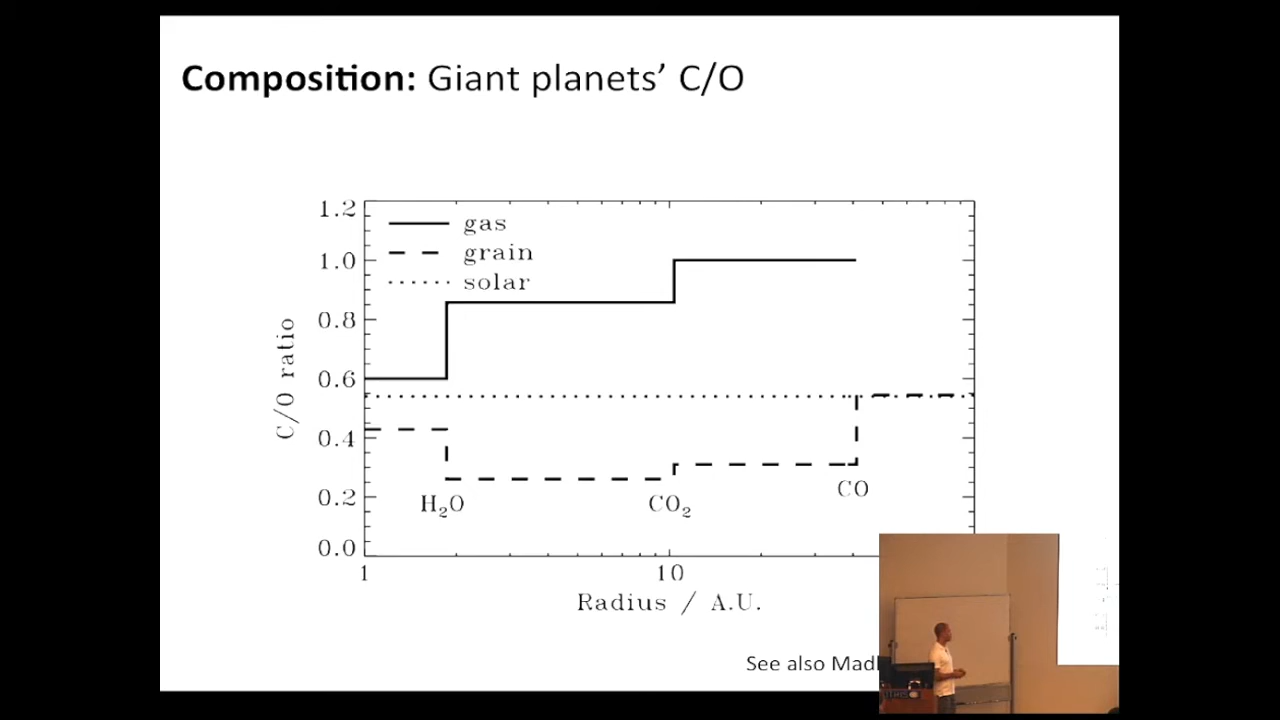 Composition: Giant planets' C/O
1.2
1.0
0.8
0.6
0.4
0.2
0.0
C/O ratio
gas
grain
solar
H₂O
CO₂
CO
1
10
Radius / A.U.
See also